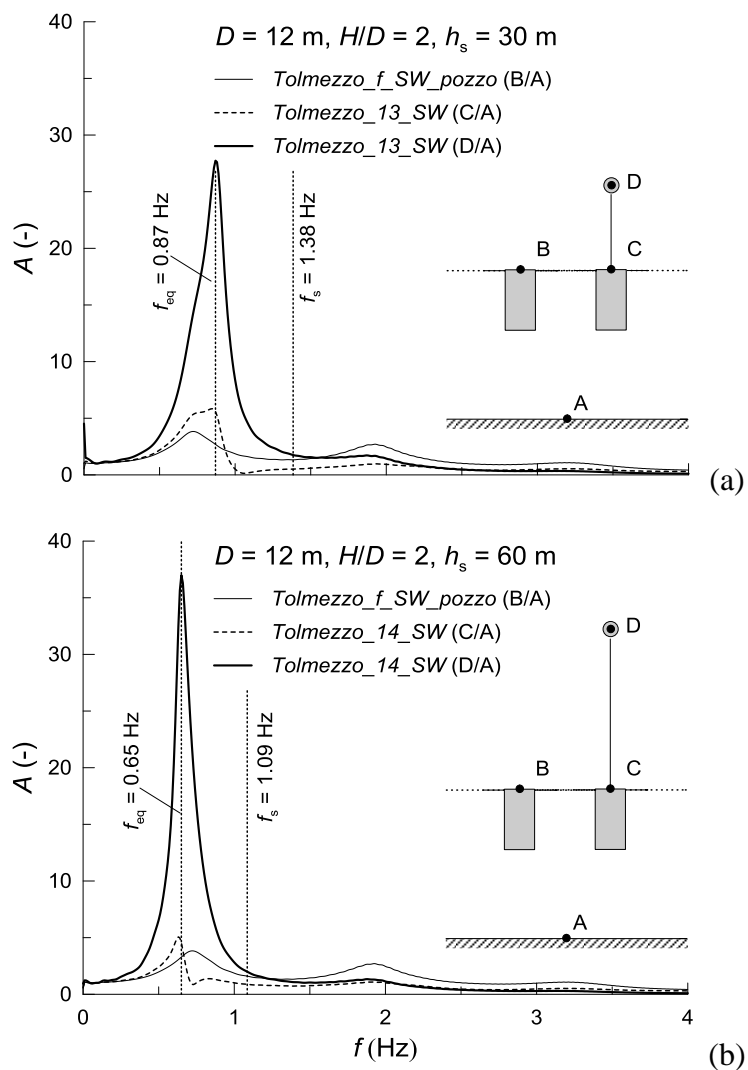 40
30
20
10
0
A (-)
D = 12 m, H/D = 2, hs = 30 m
Tolmezzo_f_SW_pozzo (B/A)
Tolmezzo_13_SW (C/A)
Tolmezzo_13_SW (D/A)
feq = 0.87 Hz
fs = 1.38 Hz
D
B
C
A
(a)
40
30
20
10
0
A (-)
D = 12 m, H/D = 2, hs = 60 m
Tolmezzo_f_SW_pozzo (B/A)
Tolmezzo_14_SW (C/A)
Tolmezzo_14_SW (D/A)
feq = 0.65 Hz
fs = 1.09 Hz
D
B
C
A
0 1 2 3 4
f (Hz)
(b)